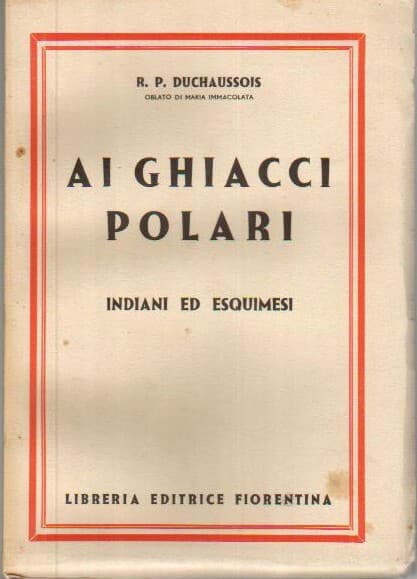 R. P. DUCHAUSSOIS
OBLATO DI MARIA IMMACOLATA
AI GHIACCI
POLARI
INDIANI ED ESQUIMESI
LIBRERIA EDITRICE FIORENTINA